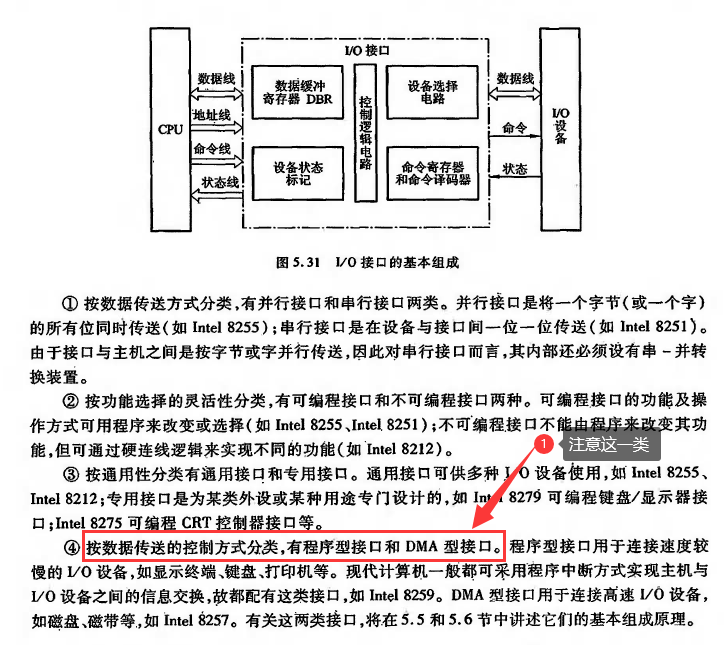 I/O 接口
数据线
地址线
命令线
状态线
CPU
数据缓冲
寄存器 DBR
设备状态
标记
控制逻辑电路
设备选择
电路
命令寄存器
和命令译码器
数据线
命令
状态
I/O设备
图 5.31 I/O 接口的基本组成
① 按数据传送方式分类,有并行接口和串行接口两类。并行接口是将一个字节(或一个字)
的所有位同时传送(如 Intel 8255);串行接口是在设备与接口间一位一位传送(如 Intel 8251)。
由于接口与主机之间是按字节或字并行传送,因此对串行接口而言,其内部还必须设有串-并转
换装置。
② 按功能选择的灵活性分类,有可编程接口和不可编程接口两种。可编程接口的功能及操
作方式可用程序来改变或选择(如 Intel 8255、Intel 8251);不可编程接口不能由程序来改变其功
能,但可通过硬连线逻辑来实现不同的功能(如 Intel 8212)。
1 注意这一类
③ 按通用性分类有通用接口和专用接口。通用接口可供多种 I/O 设备使用,如 Intel 8255、
Intel 8212;专用接口是为某类外设或某种用途专门设计的,如 Intel 8279 可编程键盘/显示器接
口;Intel 8275 可编程 CRT 控制器接口等。
④ 按数据传送的控制方式分类,有程序型接口和 DMA 型接口。程序型接口用于连接速度较
慢的 I/O 设备,如显示终端、键盘、打印机等。现代计算机一般都可采用程序中断方式实现主机与
I/O 设备之间的信息交换,故都配有这类接口,如 Intel 8259。DMA 型接口用于连接高速 I/O 设备,
如磁盘、磁带等,如 Intel 8257。有关这两类接口,将在 5.5 和 5.6 节中讲述它们的基本组成原理。